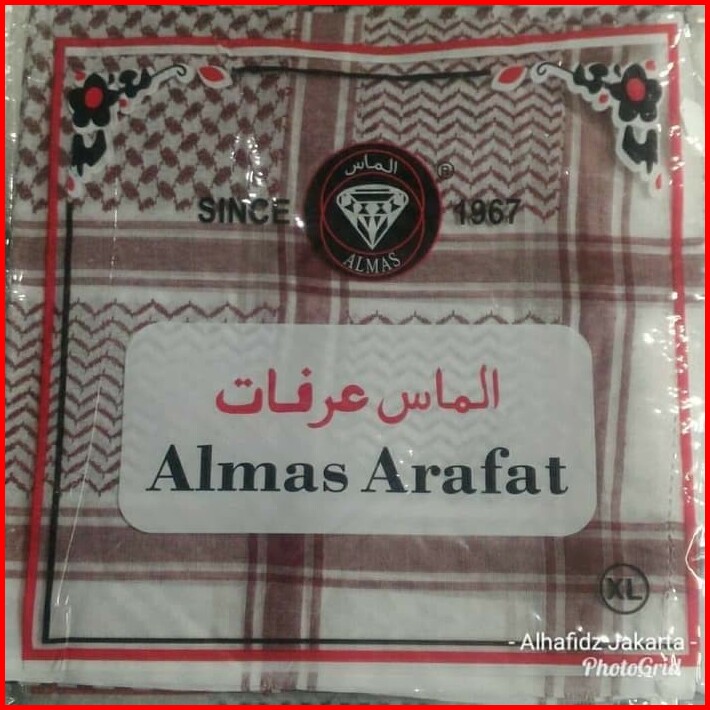 الماس
SINCE 1967
®
ALMAS
الماس عرفات
Almas Arafat
XL
- Alhafidz Jakarta -
PhotoGrid